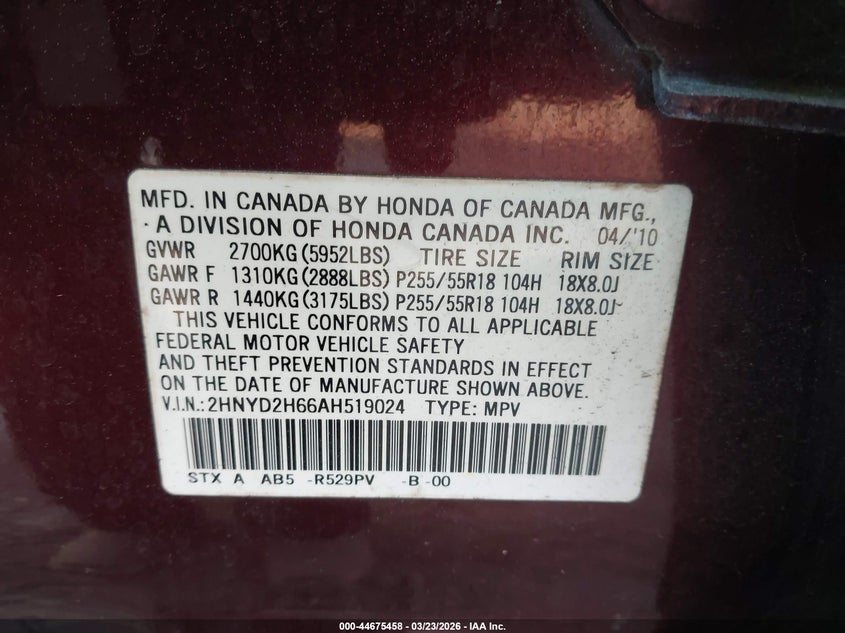 MFD. IN CANADA BY HONDA OF CANADA MFG.,
A DIVISION OF HONDA CANADA INC. 04/'10
GVWR 2700KG (5952LBS) TIRE SIZE RIM SIZE
GAWR F 1310KG (2888LBS) P255/55R18 104H 18X8.0J
GAWR R 1440KG (3175LBS) P255/55R18 104H 18X8.0J
THIS VEHICLE CONFORMS TO ALL APPLICABLE
FEDERAL MOTOR VEHICLE SAFETY
AND THEFT PREVENTION STANDARDS IN EFFECT
ON THE DATE OF MANUFACTURE SHOWN ABOVE.
V.I.N.:2HNYD2H66AH519024 TYPE: MPV
STX A AB5 -R529PV -B -00
000-44675458 - 03/23/2026 - IAA Inc.